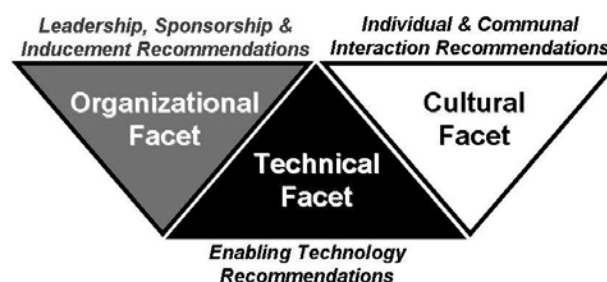 Leadership, Sponsorship &
Inducement Recommendations
Individual & Communal
Interaction Recommendations
Organizational
Facet
Cultural
Facet
Technical
Facet
Enabling Technology
Recommendations